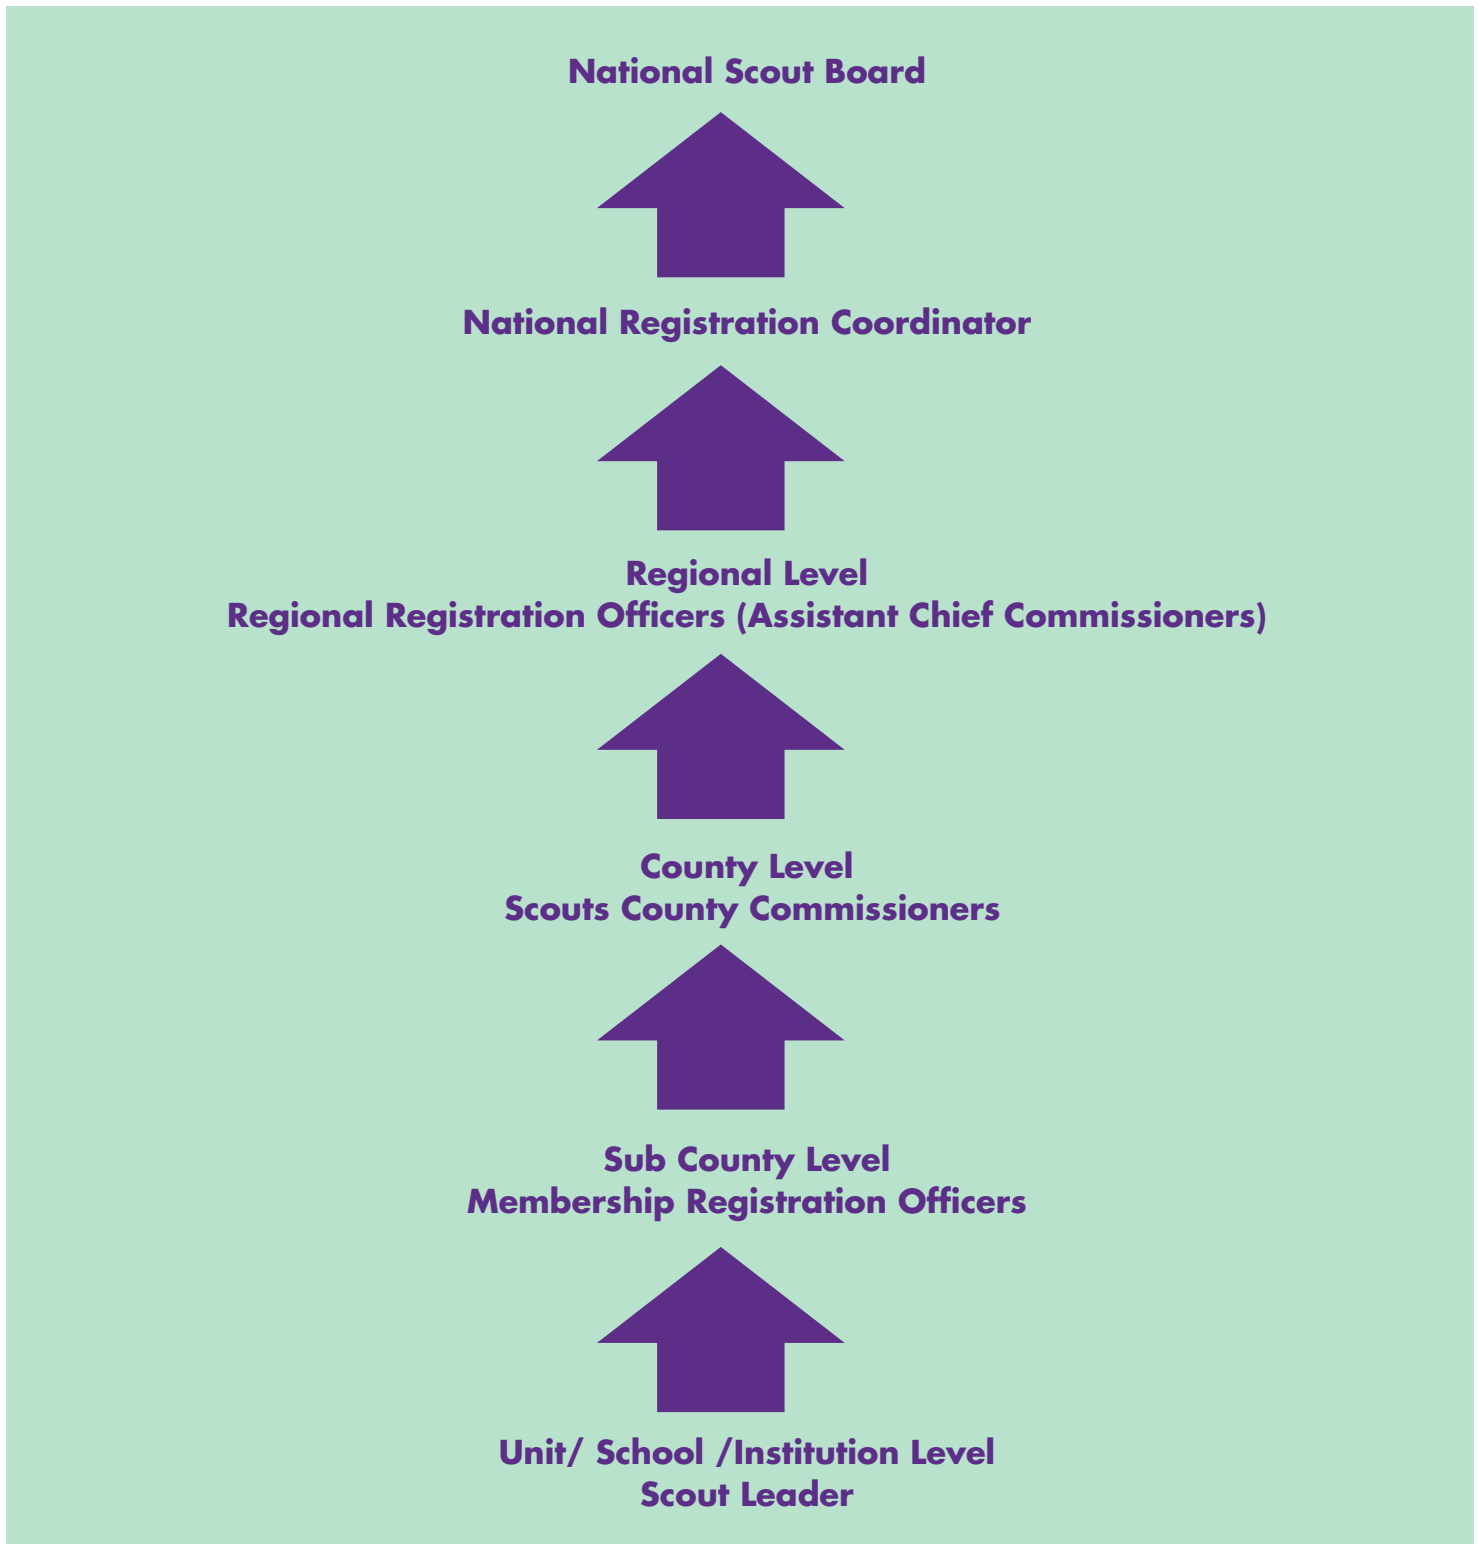 National Scout Board
National Registration Coordinator
Regional Level
Regional Registration Officers (Assistant Chief Commissioners)
County Level
Scouts County Commissioners
Sub County Level
Membership Registration Officers
Unit/ School /Institution Level
Scout Leader